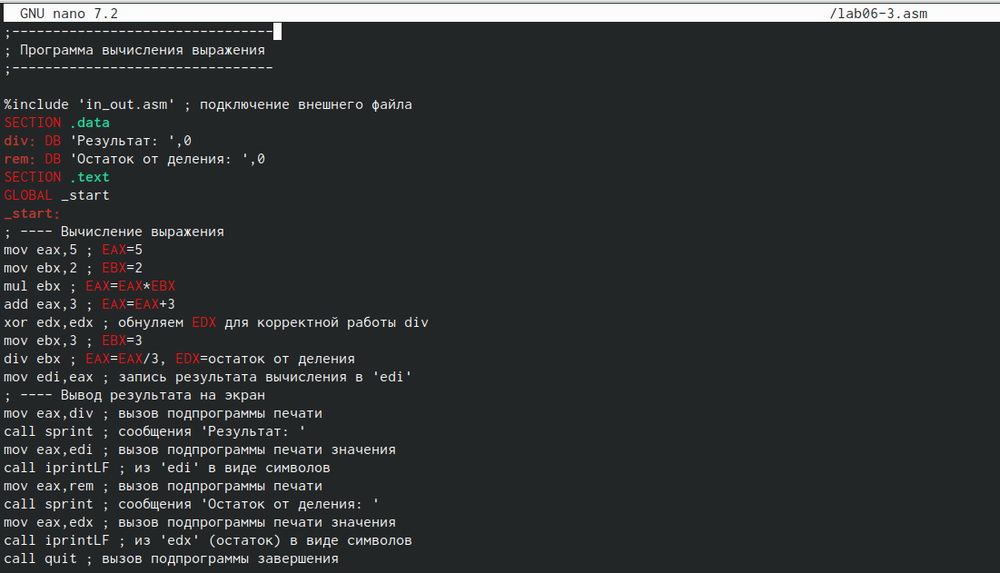 GNU nano 7.2 /lab06-3.asm
;--------------------------------
; Программа вычисления выражения
;--------------------------------
%include 'in_out.asm' ; подключение внешнего файла
SECTION .data
div: DB 'Результат: ',0
rem: DB 'Остаток от деления: ',0
SECTION .text
GLOBAL _start
_start:
; ---- Вычисление выражения
mov eax,5 ; EAX=5
mov ebx,2 ; EBX=2
mul ebx ; EAX=EAX*EBX
add eax,3 ; EAX=EAX+3
xor edx,edx ; обнуляем EDX для корректной работы div
mov ebx,3 ; EBX=3
div ebx ; EAX=EAX/3, EDX=остаток от деления
mov edi,eax ; запись результата вычисления в 'edi'
; ---- Вывод результата на экран
mov eax,div ; вызов подпрограммы печати
call sprint ; сообщения 'Результат: '
mov eax,edi ; вызов подпрограммы печати значения
call iprintLF ; из 'edi' в виде символов
mov eax,rem ; вызов подпрограммы печати
call sprint ; сообщения 'Остаток от деления: '
mov eax,edx ; вызов подпрограммы печати значения
call iprintLF ; из 'edx' (остаток) в виде символов
call quit ; вызов подпрограммы завершения